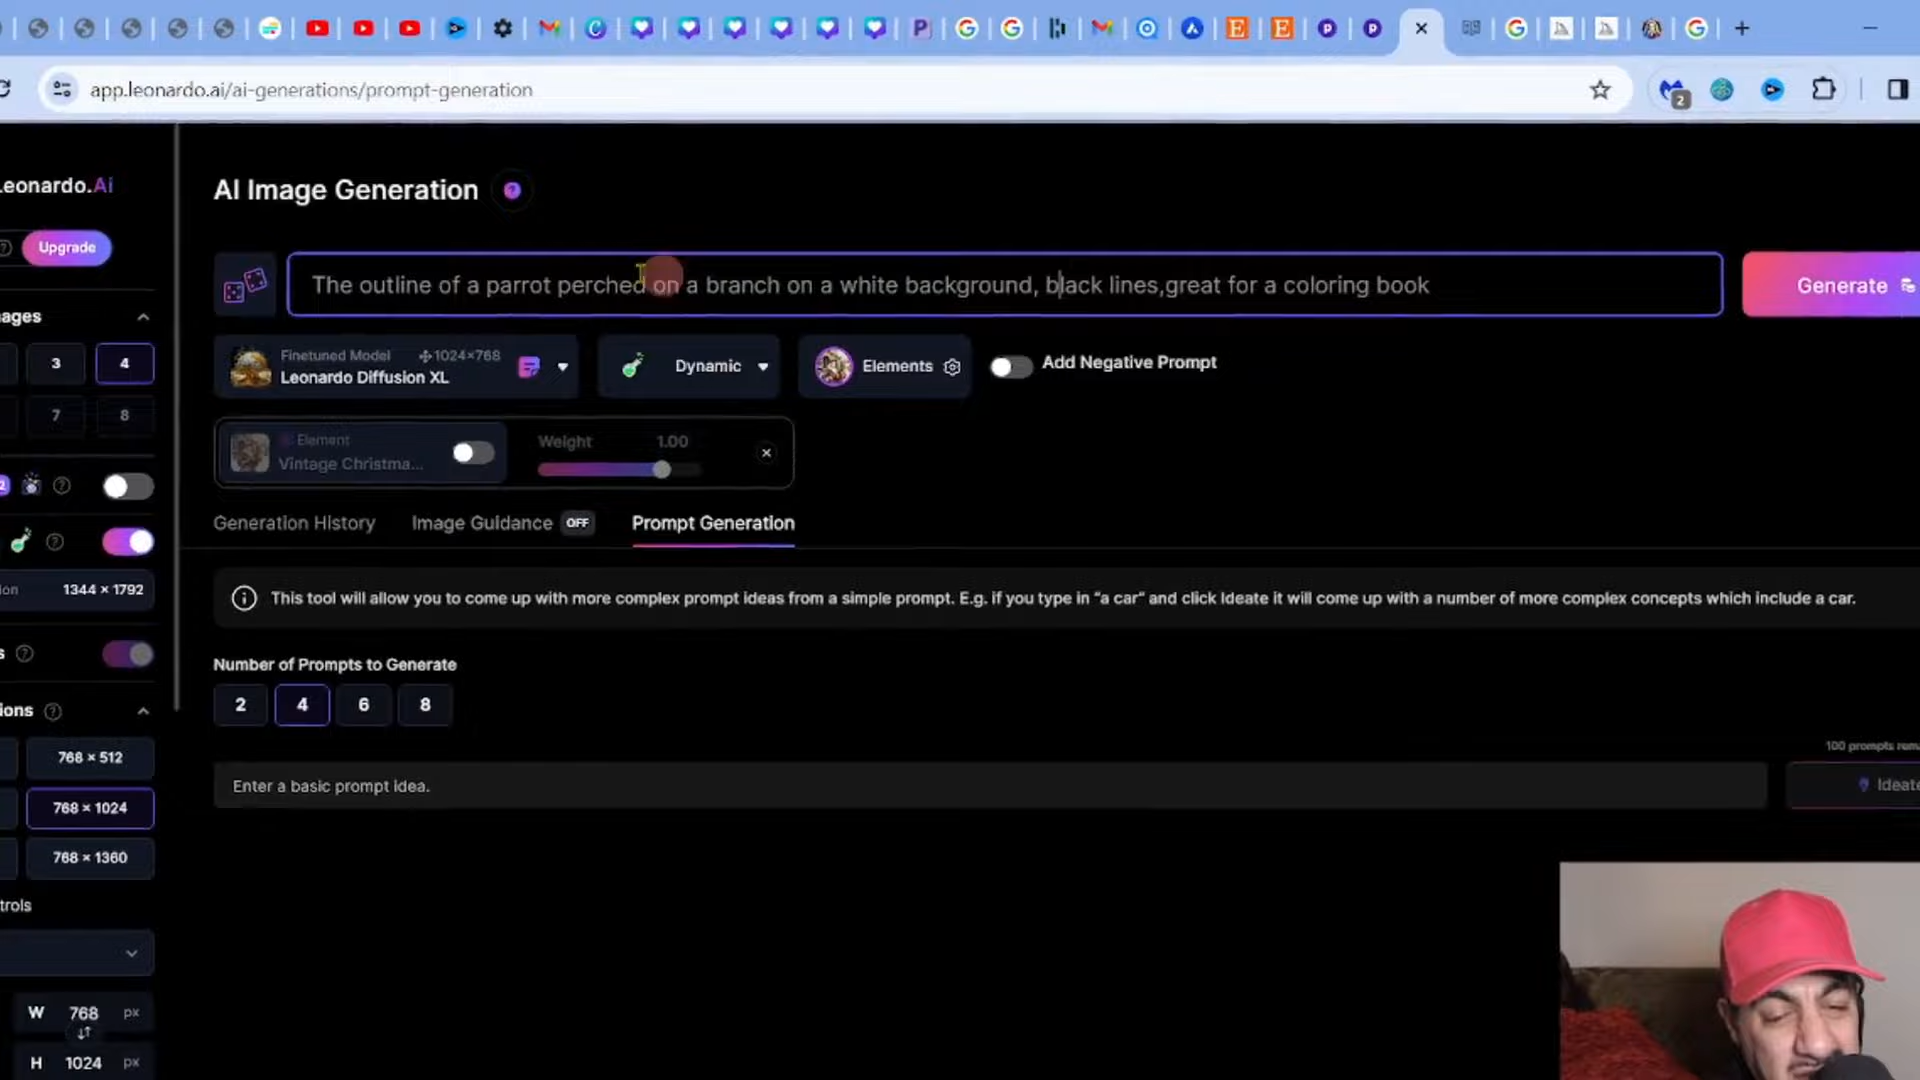 2
app.leonardo.ai/ai-generations/prompt-generation
Leonardo.Ai
Upgrade
AI Image Generation
The outline of a parrot perched on a branch on a white background, black lines,great for a coloring book
Generate
3
4
7
8
Finetuned Model
1024×768
Leonardo Diffusion XL
Dynamic
Elements
Add Negative Prompt
Element
Vintage Christma...
Weight
1.00
Generation History
Image Guidance
OFF
Prompt Generation
1344 × 1792
This tool will allow you to come up with more complex prompt ideas from a simple prompt. E.g. if you type in "a car" and click Ideate it will come up with a number of more complex concepts which include a car.
Number of Prompts to Generate
2
4
6
8
768 × 512
768 × 1024
768 × 1360
100 prompts
Enter a basic prompt idea.
Ideate
W 768 px
H 1024 px